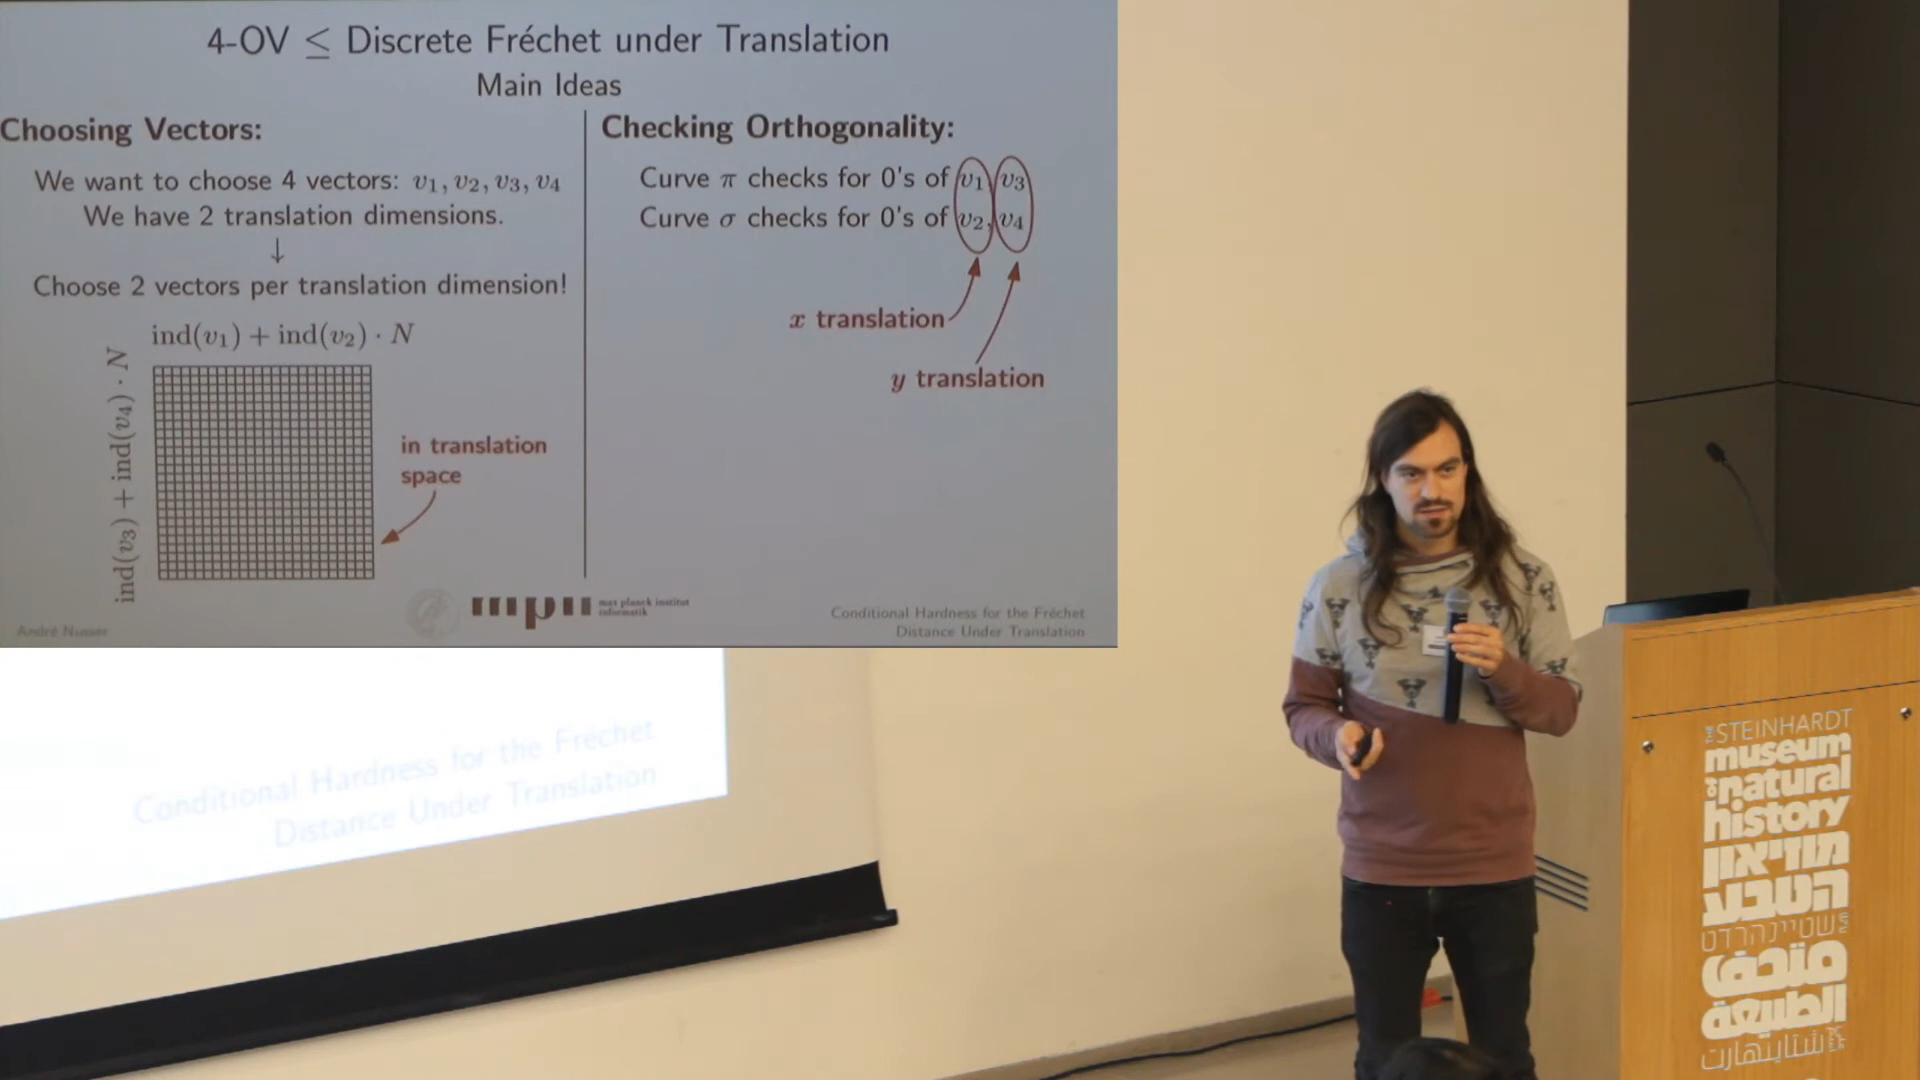 4-OV ≤ Discrete Fréchet under Translation
Main Ideas
Choosing Vectors:
We want to choose 4 vectors: v₁, v₂, v₃, v₄
We have 2 translation dimensions.
↓
Choose 2 vectors per translation dimension!
ind(v₁) + ind(v₂) · N
ind(v₃) + ind(v₄) · N
in translation
space
Checking Orthogonality:
Curve π checks for 0's of v₁, v₃
Curve σ checks for 0's of v₂, v₄
x translation
y translation
André Nusser
max planck institut
informatik
Conditional Hardness for the Fréchet
Distance Under Translation
Conditional Hardness for the Fréchet
Distance Under Translation
THE STEINHARDT
museum
of natural
history
מוזיאון
הטבע
שטיינהרדט
متحف
الطبيعة
شتاينهارت